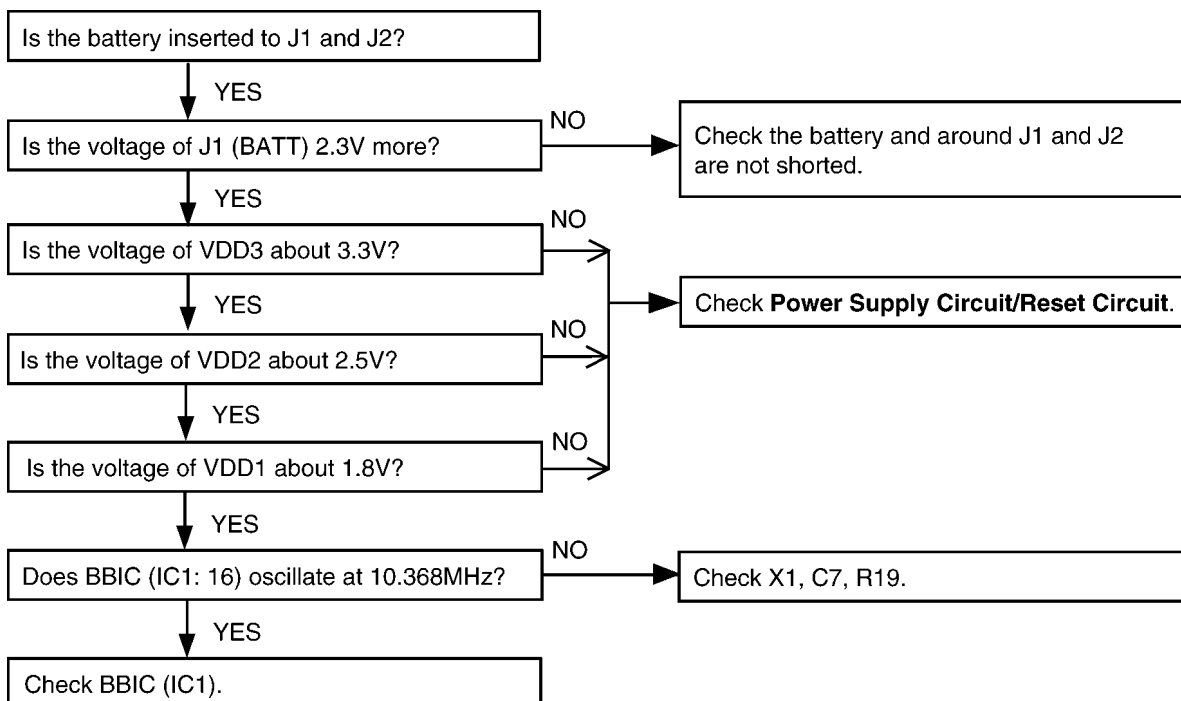 Is the battery inserted to J1 and J2?
YES
Is the voltage of J1 (BATT) 2.3V more?
NO
Check the battery and around J1 and J2
are not shorted.
YES
Is the voltage of VDD3 about 3.3V?
NO
YES
Check Power Supply Circuit/Reset Circuit.
Is the voltage of VDD2 about 2.5V?
NO
YES
Is the voltage of VDD1 about 1.8V?
NO
YES
Does BBIC (IC1: 16) oscillate at 10.368MHz?
NO
Check X1, C7, R19.
YES
Check BBIC (IC1).